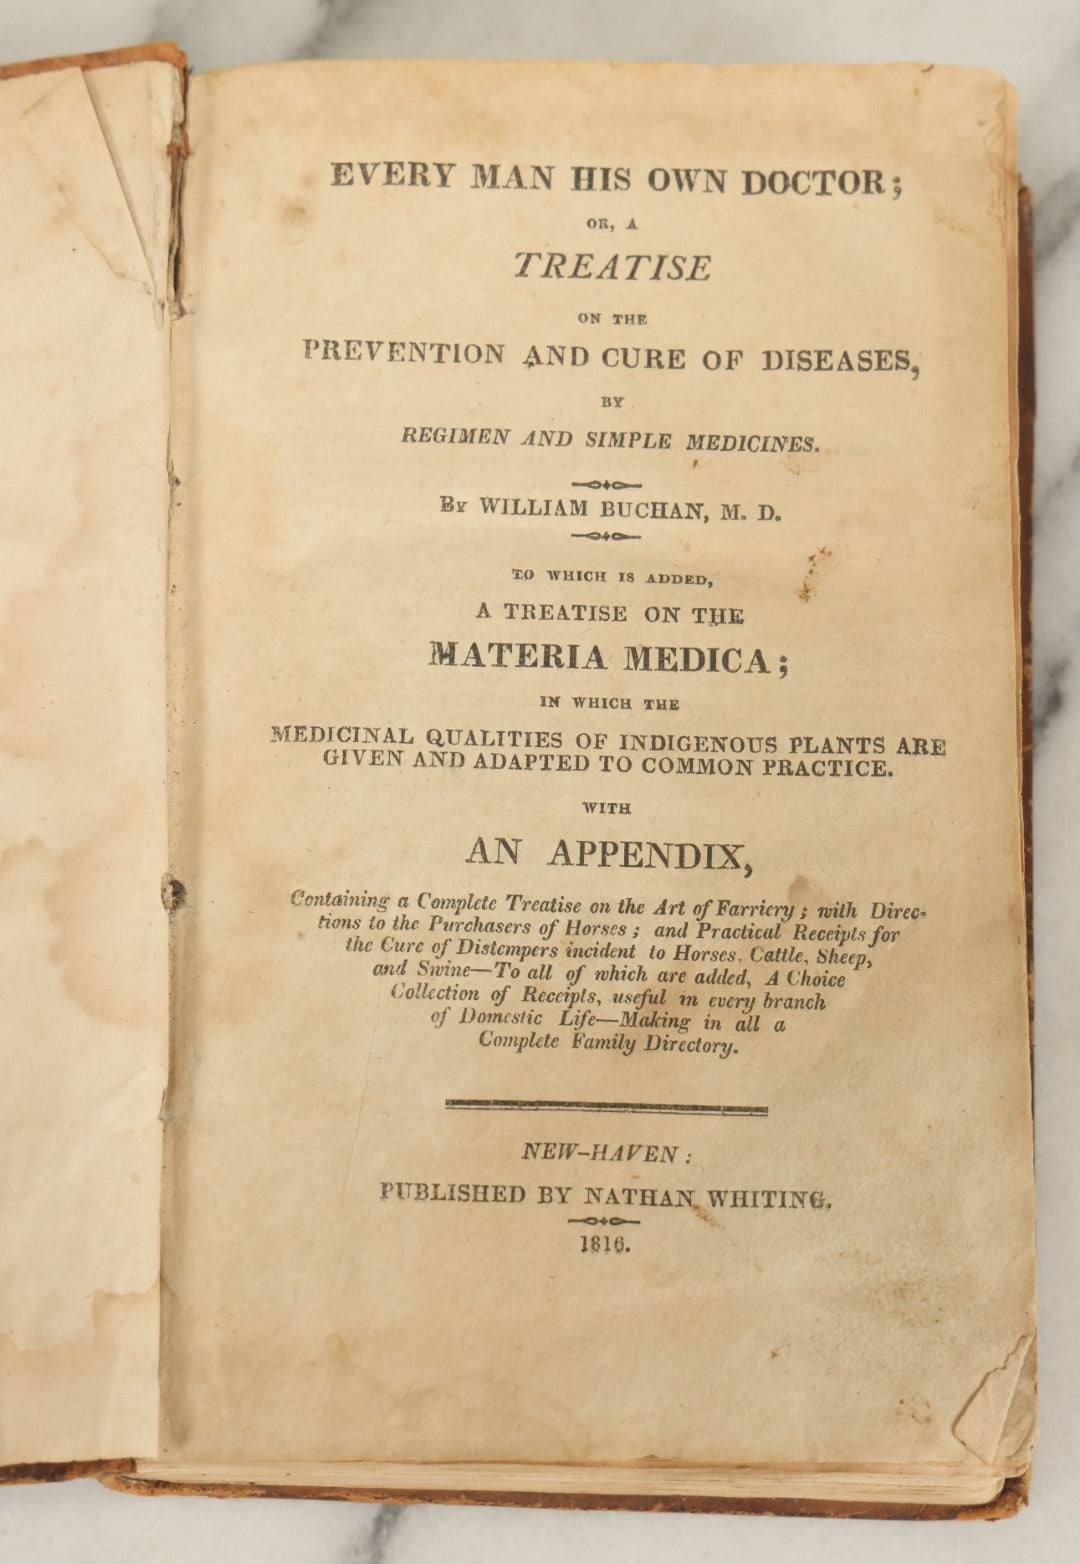 EVERY MAN HIS OWN DOCTOR;
OR, A
TREATISE
ON THE
PREVENTION AND CURE OF DISEASES,
BY
REGIMEN AND SIMPLE MEDICINES.
By WILLIAM BUCHAN, M. D.
TO WHICH IS ADDED,
A TREATISE ON THE
MATERIA MEDICA;
IN WHICH THE
MEDICINAL QUALITIES OF INDIGENOUS PLANTS ARE
GIVEN AND ADAPTED TO COMMON PRACTICE.
WITH
AN APPENDIX,
Containing a Complete Treatise on the Art of Farriery; with Direc-
tions to the Purchasers of Horses; and Practical Receipts for
the Cure of Distempers incident to Horses, Cattle, Sheep,
and Swine—To all of which are added, A Choice
Collection of Receipts, useful in every branch
of Domestic Life—Making in all a
Complete Family Directory.
NEW-HAVEN:
PUBLISHED BY NATHAN WHITING.
1816.